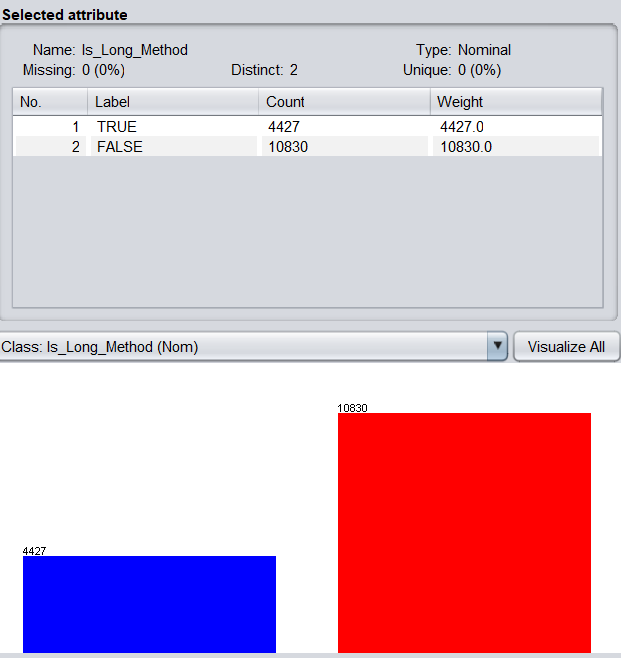 Selected attribute
Name: Is_Long_Method Type: Nominal
Missing: 0 (0%) Distinct: 2 Unique: 0 (0%)
No. Label Count Weight
1 TRUE 4427 4427.0
2 FALSE 10830 10830.0
Class: Is_Long_Method (Nom) Visualize All
10830
4427